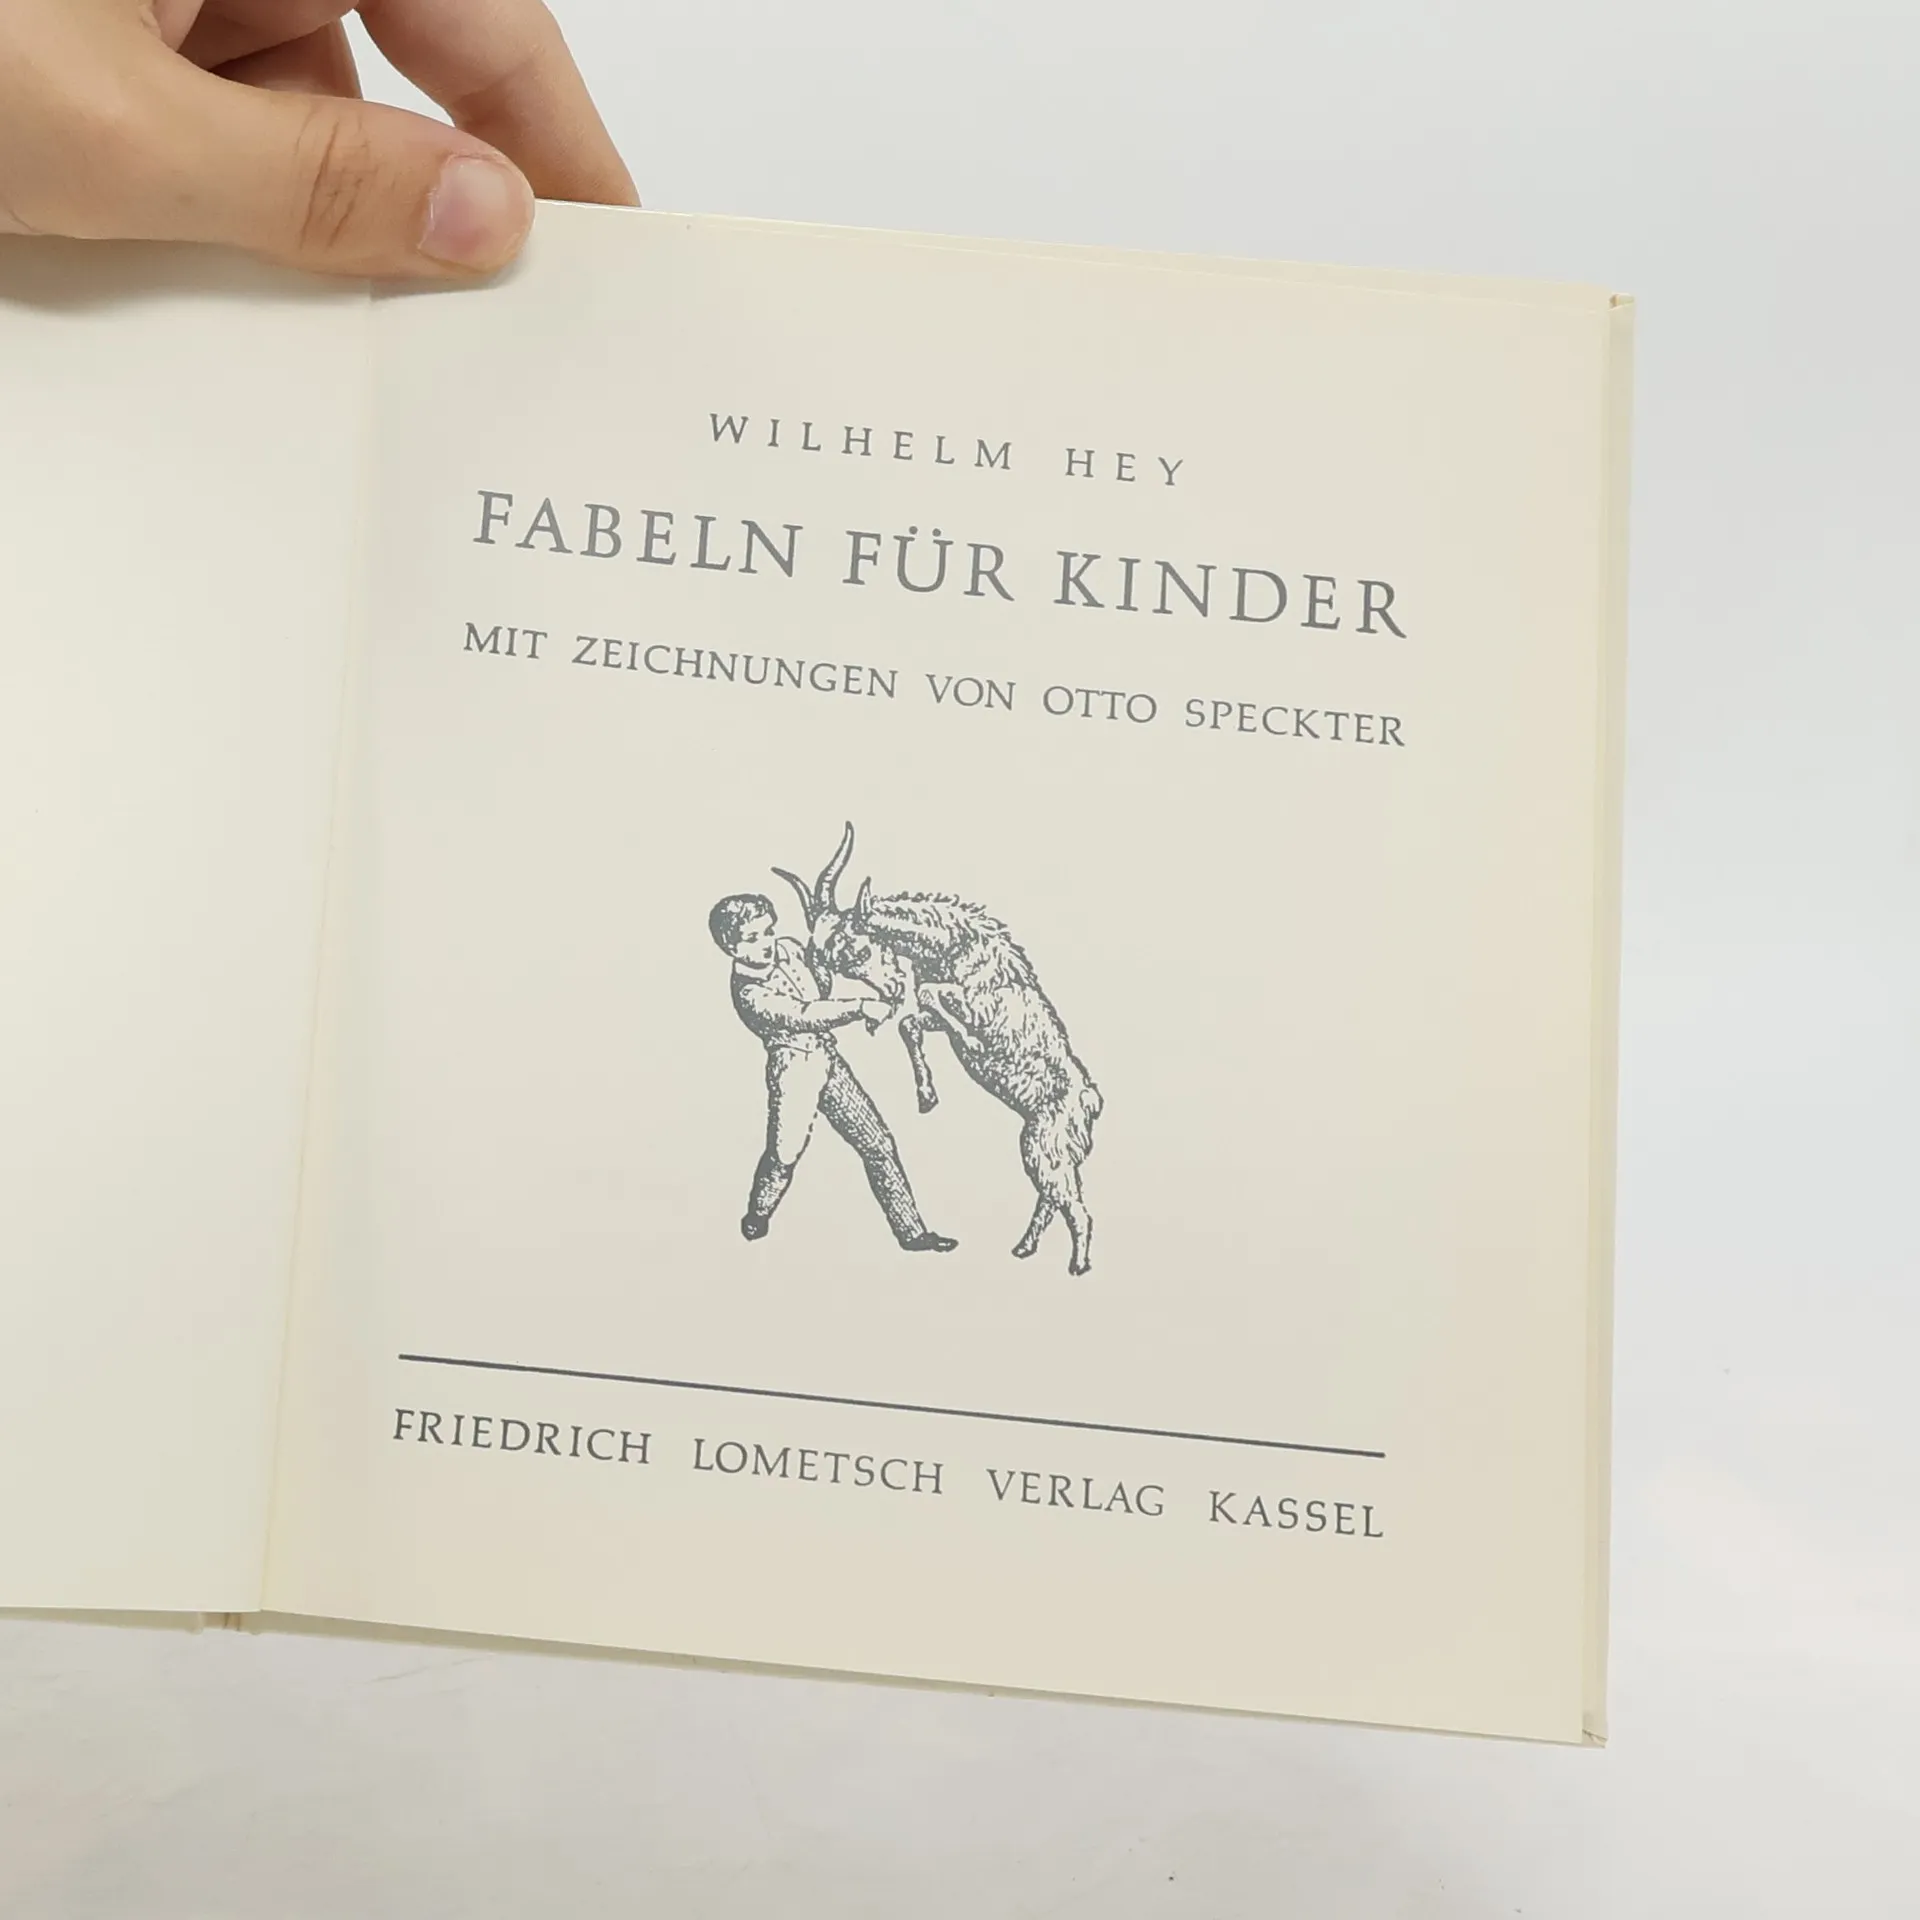 WILHELM HEY
FABELN FÜR KINDER
MIT ZEICHNUNGEN VON OTTO SPECKTER
FRIEDRICH LOMETSCH VERLAG KASSEL